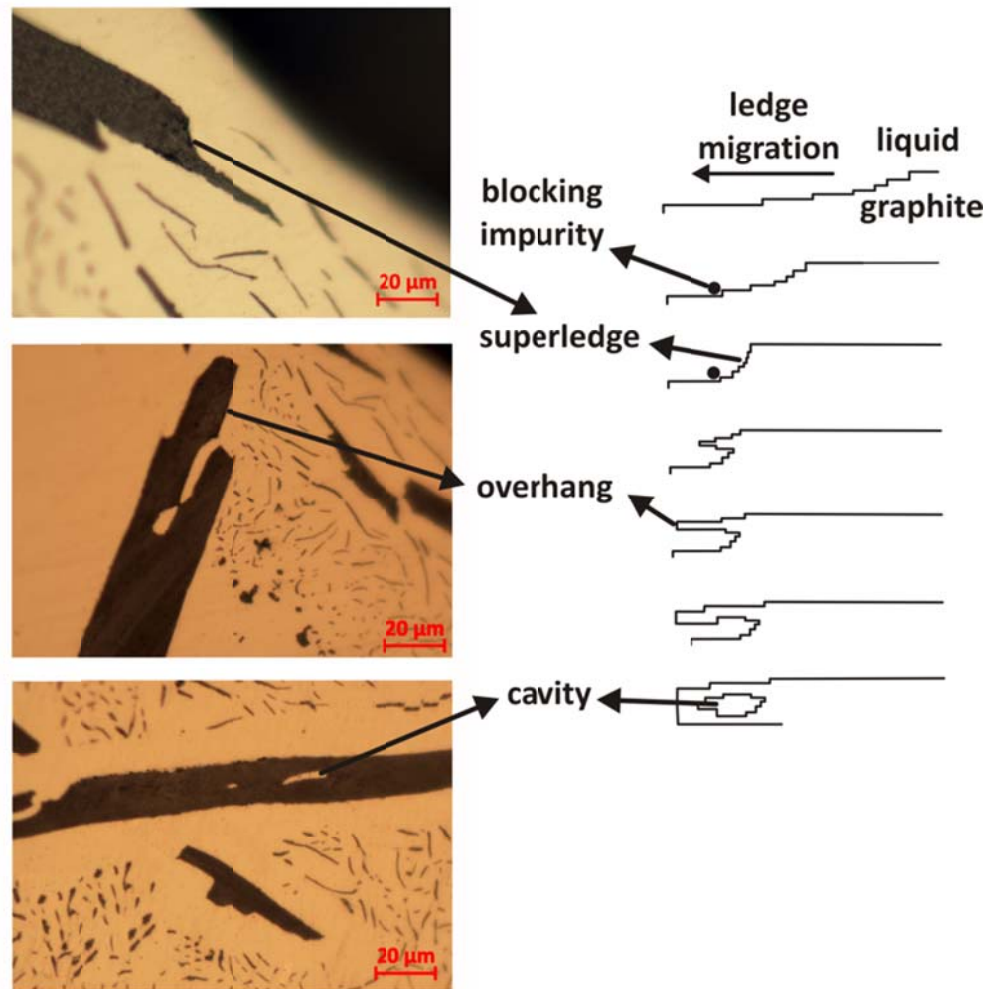 20 µm
20 µm
20 µm
ledge
migration
liquid
graphite
blocking
impurity
superledge
overhang
cavity